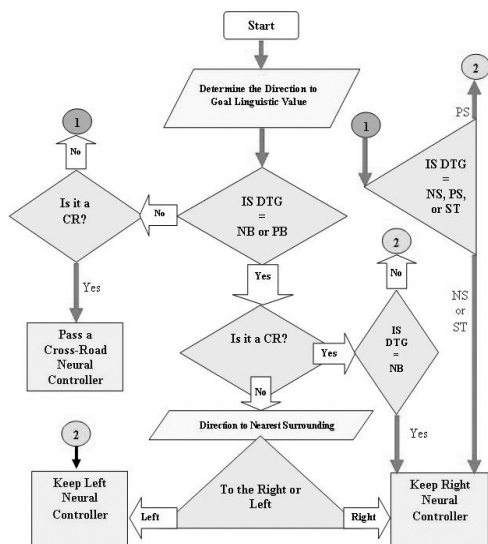 Start
Determine the Direction to
Goal Linguistic Value
2
PS
1
1
No
Is it a
CR?
No
IS DTG
=
NB or PB
IS DTG
=
NS, PS,
or ST
2
No
Yes
Yes
NS
or
ST
Pass a
Cross-Road
Neural
Controller
Is it a CR?
Yes
IS
DTG
=
NB
No
Direction to Nearest Surrounding
Yes
2
Keep Left
Neural
Controller
To the Right or
Left
Left
Right
Keep Right
Neural
Controller